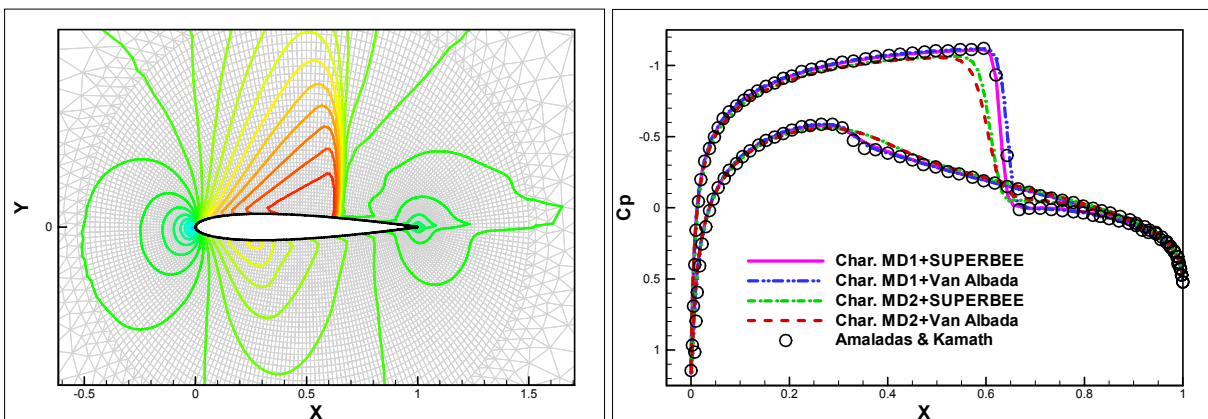 Y
0
-0.5
0
0.5
1
1.5
X
Cp
-1
-0.5
0
0.5
1
Char. MD1+SUPERBEE
Char. MD1+Van Albada
Char. MD2+SUPERBEE
Char. MD2+Van Albada
Amaladas & Kamath
0
0.2
0.4
0.6
0.8
1
X